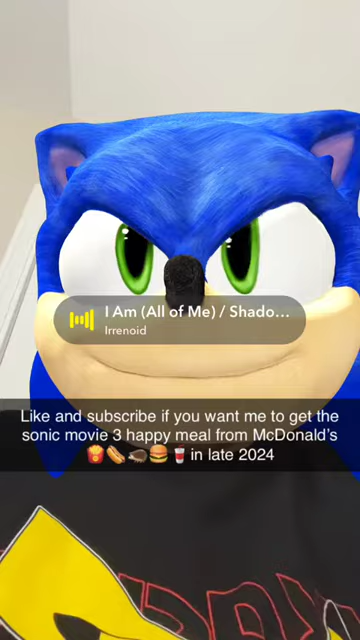 I Am (All of Me) / Shado...
Irrenoid
Like and subscribe if you want me to get the
sonic movie 3 happy meal from McDonald's
🍟🌭🦔🍔🥤in late 2024